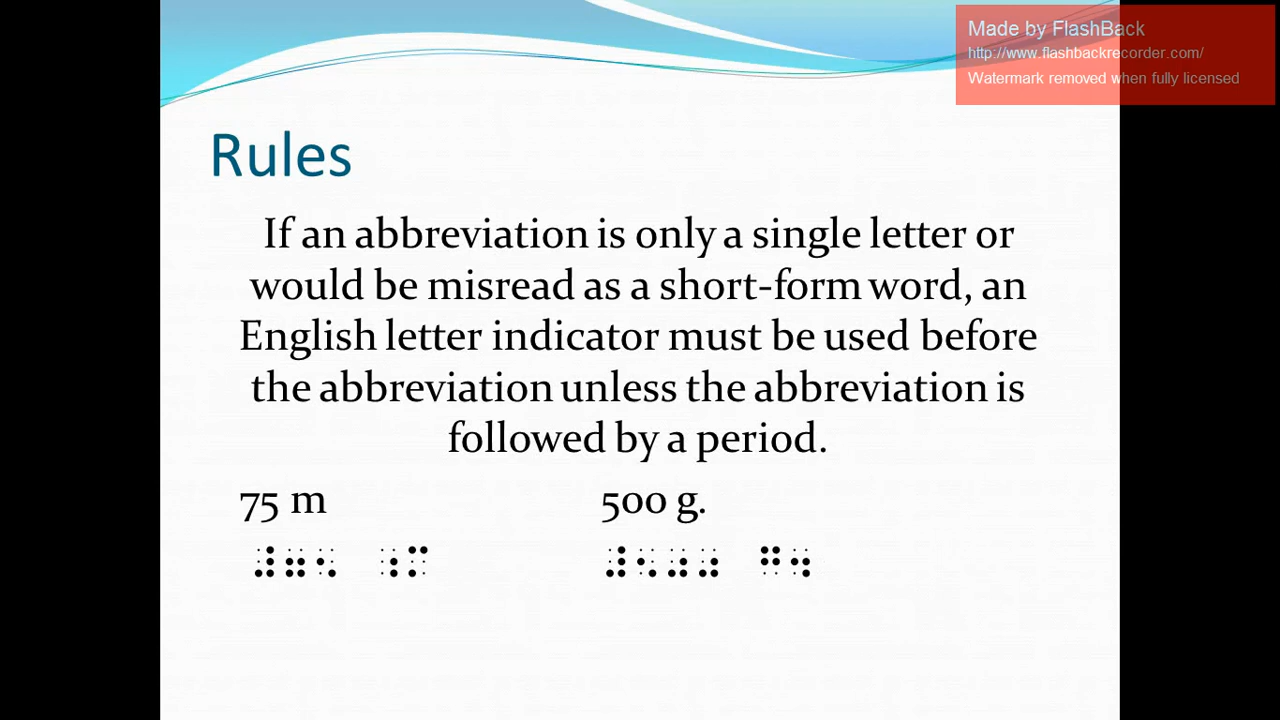 Made by FlashBack
http://www.flashbackrecorder.com/
Watermark removed when fully licensed
Rules
If an abbreviation is only a single letter or
would be misread as a short-form word, an
English letter indicator must be used before
the abbreviation unless the abbreviation is
followed by a period.
75 m 500 g.
⠼⠶⠢ ⠰⠍ ⠼⠢⠴⠴ ⠛⠲